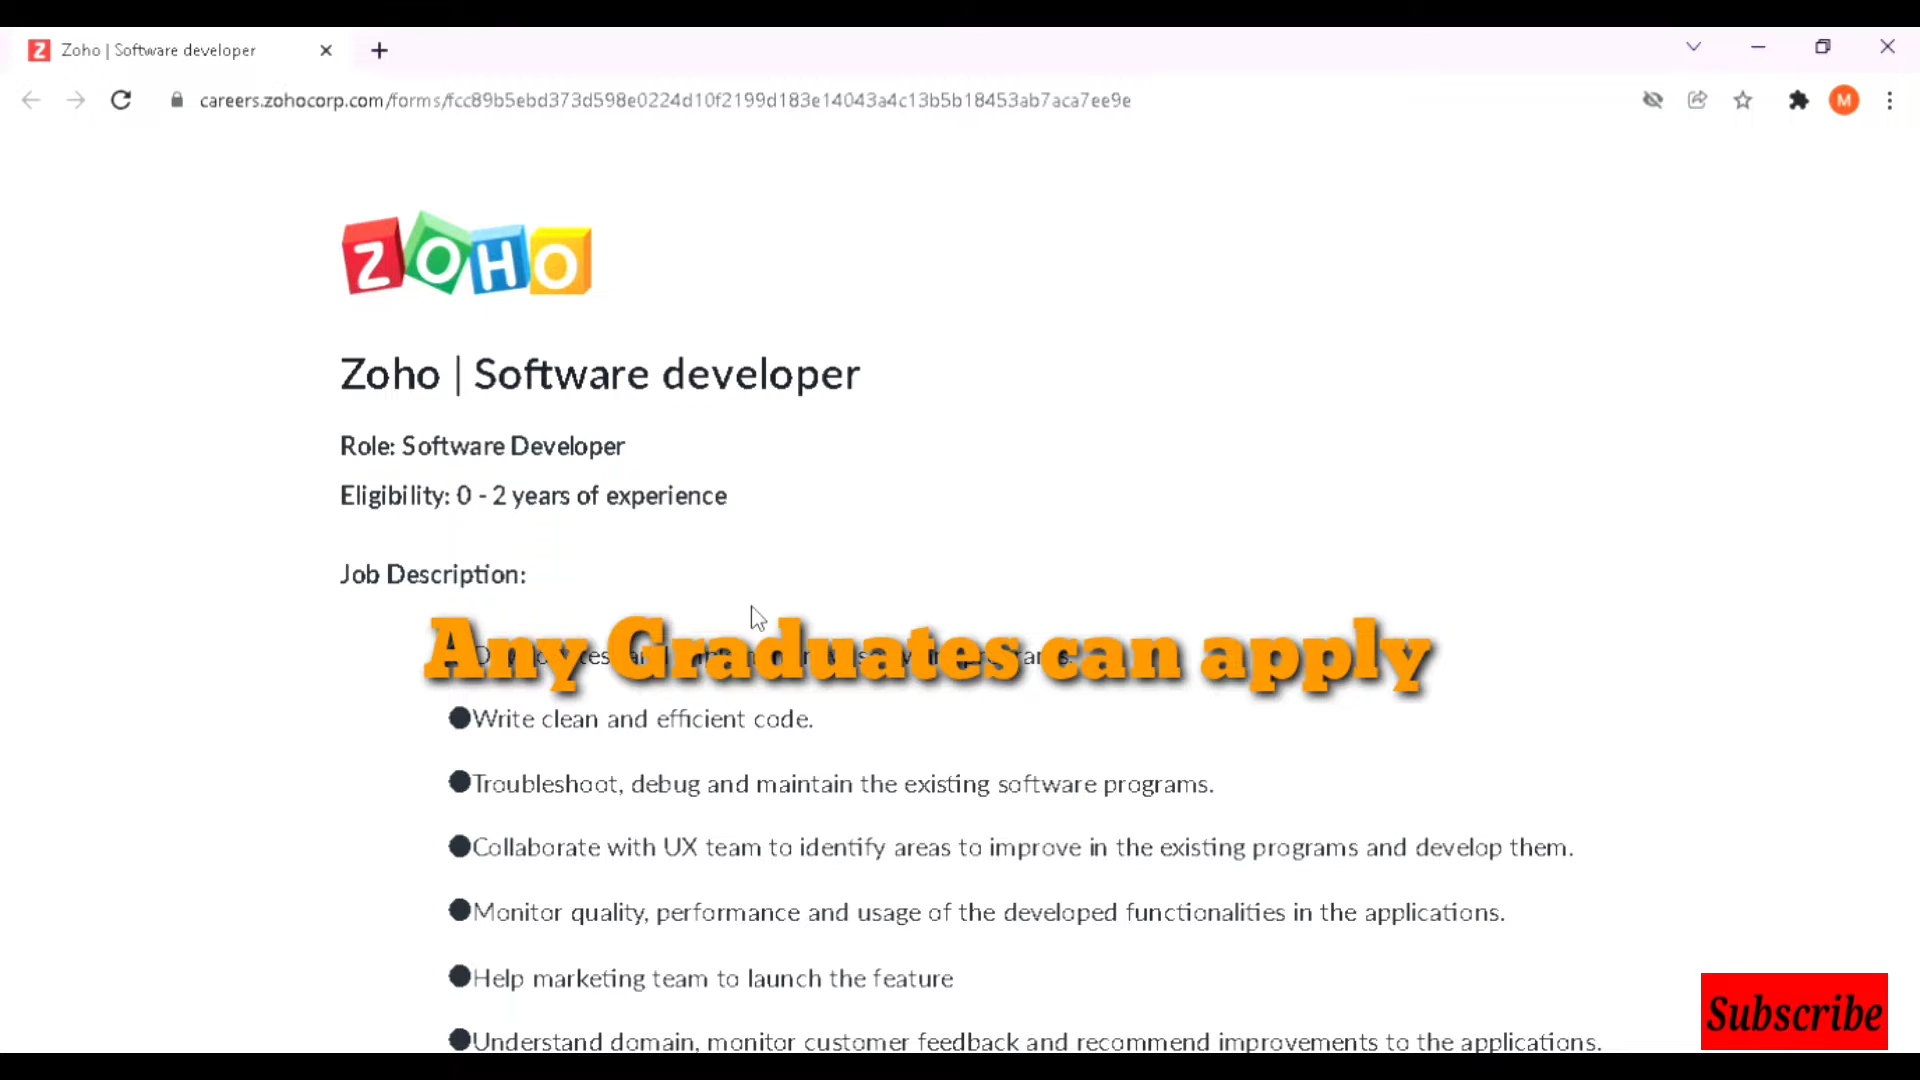 Zoho | Software developer
careers.zohocorp.com/forms/fcc89b5ebd373d598e0224d10f2199d183e14043a4c13b5b18453ab7aca7ee9e
M
ZOHO
Zoho | Software developer
Role: Software Developer
Eligibility: 0 - 2 years of experience
Job Description:
Any Graduates can apply
●Write clean and efficient code.
●Troubleshoot, debug and maintain the existing software programs.
●Collaborate with UX team to identify areas to improve in the existing programs and develop them.
●Monitor quality, performance and usage of the developed functionalities in the applications.
●Help marketing team to launch the feature
●Understand domain, monitor customer feedback and recommend improvements to the applications.
Subscribe